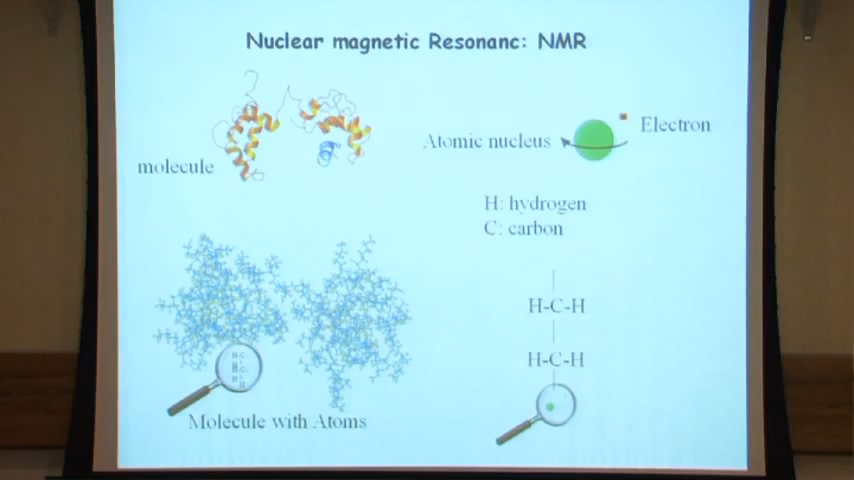 Nuclear magnetic Resonanc: NMR
molecule
Atomic nucleus
Electron
H: hydrogen
C: carbon
H-C-H
H-C-H
Molecule with Atoms